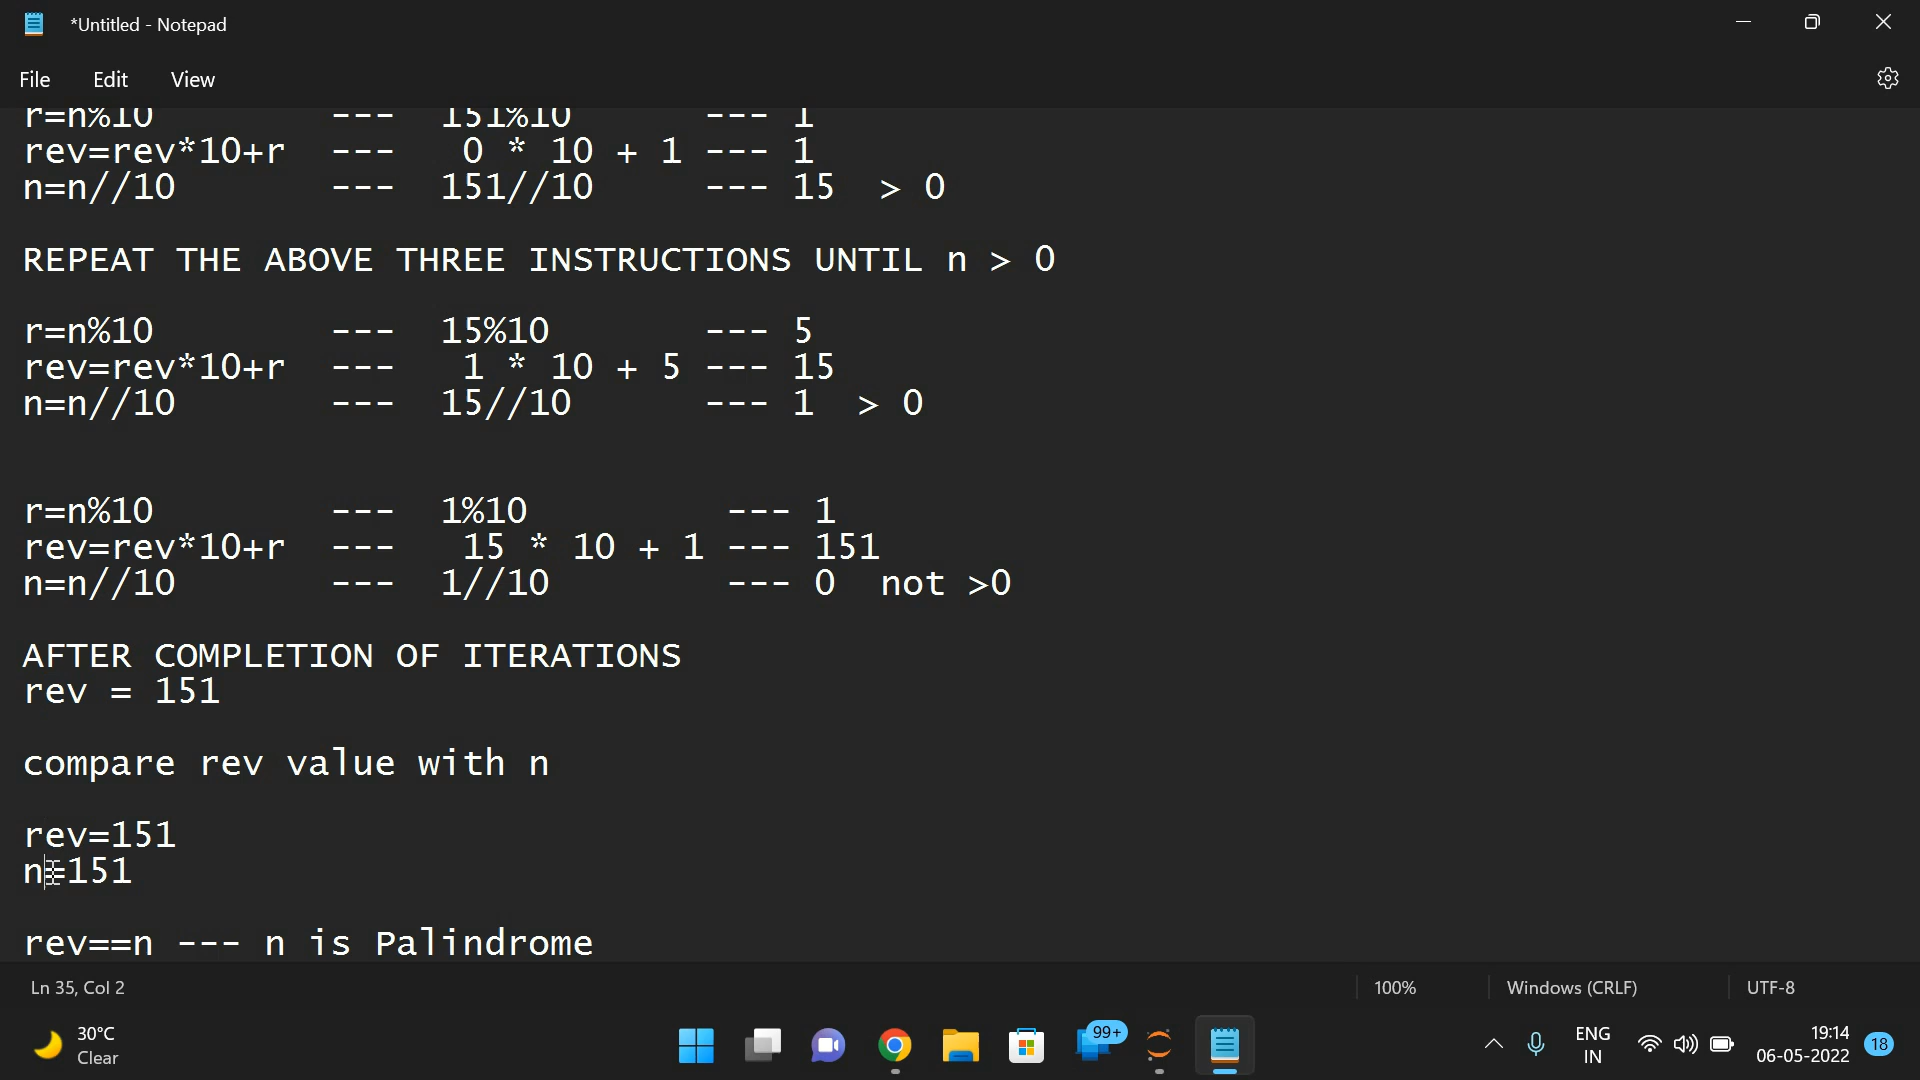 *Untitled - Notepad
File Edit View
r=n%10 --- 151%10 --- 1
rev=rev*10+r --- 0 * 10 + 1 --- 1
n=n//10 --- 151//10 --- 15 > 0
REPEAT THE ABOVE THREE INSTRUCTIONS UNTIL n > 0
r=n%10 --- 15%10 --- 5
rev=rev*10+r --- 1 * 10 + 5 --- 15
n=n//10 --- 15//10 --- 1 > 0
r=n%10 --- 1%10 --- 1
rev=rev*10+r --- 15 * 10 + 1 --- 151
n=n//10 --- 1//10 --- 0 not >0
AFTER COMPLETION OF ITERATIONS
rev = 151
compare rev value with n
rev=151
n=151
rev==n --- n is Palindrome
Ln 35, Col 2 100% Windows (CRLF) UTF-8
30°C
Clear
99+
ENG
IN
19:14
06-05-2022
18